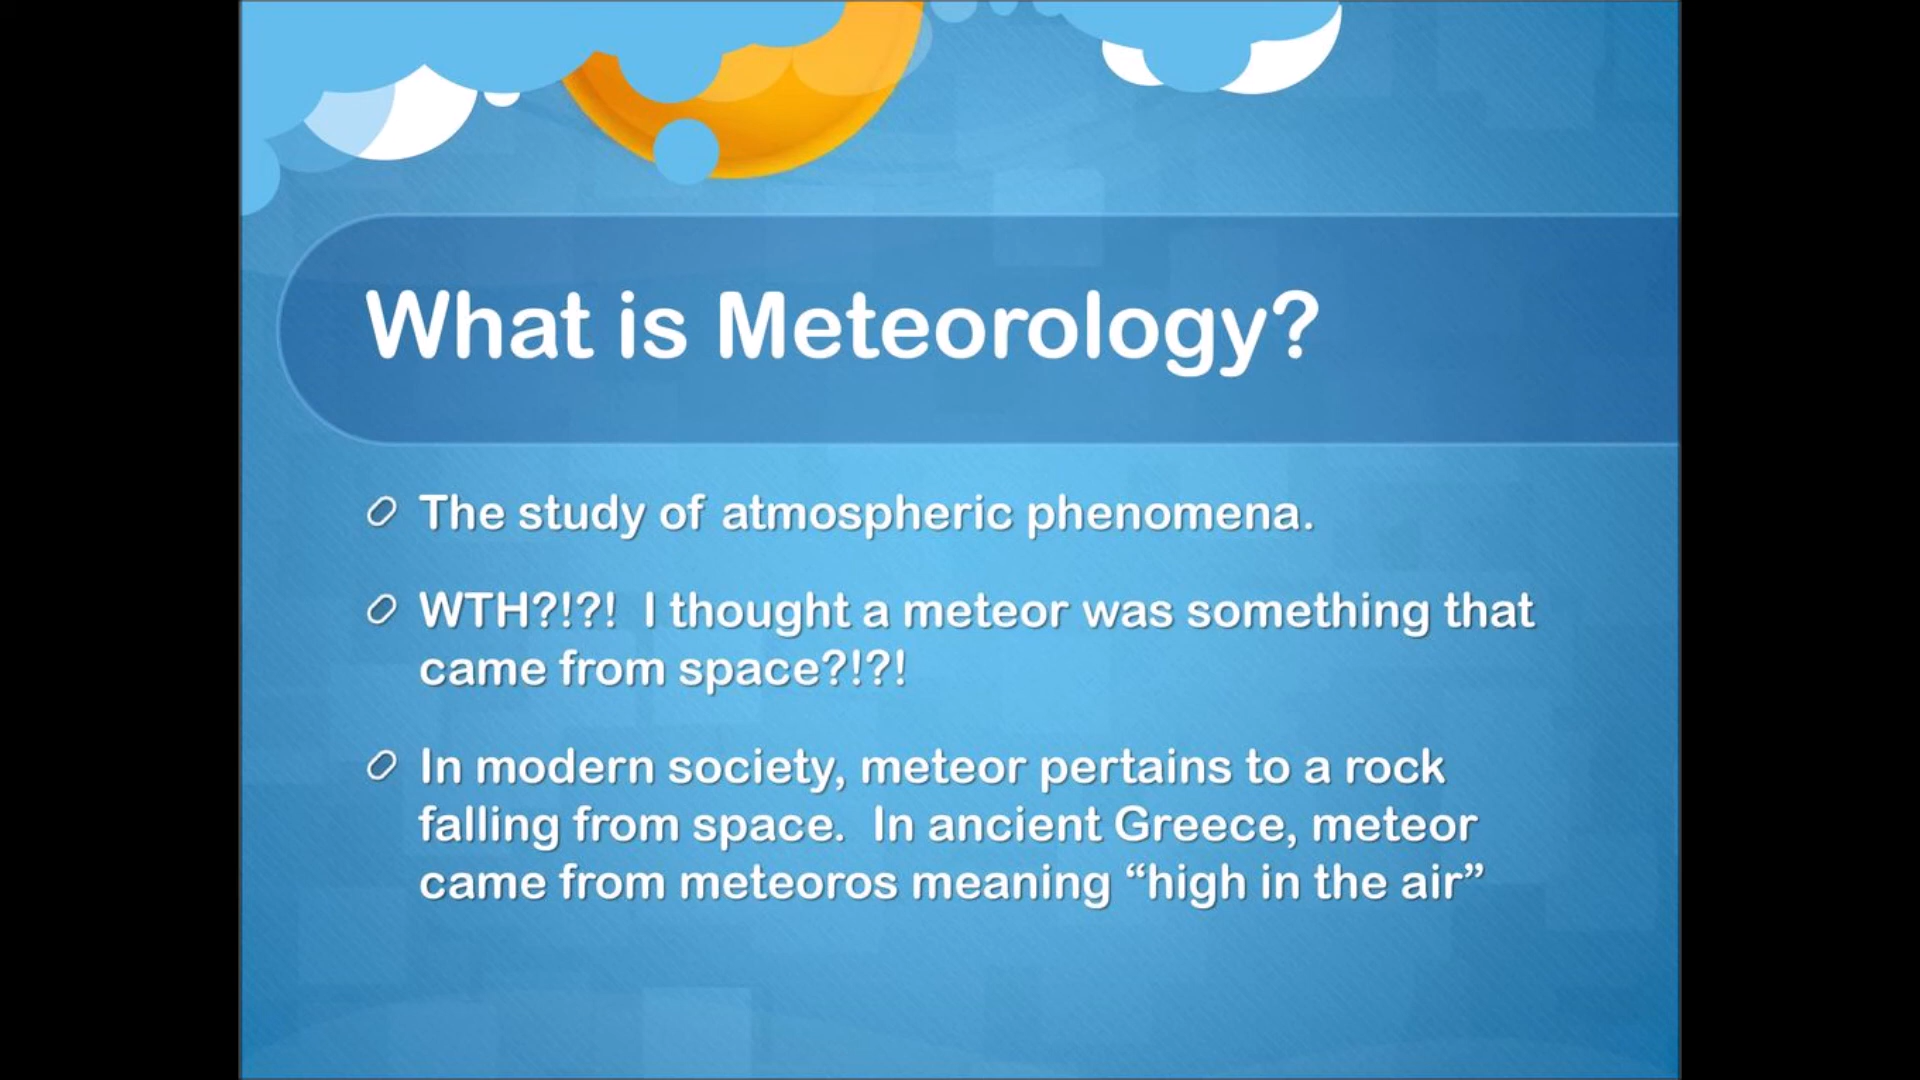 What is Meteorology?
The study of atmospheric phenomena.
WTH?!?!  I thought a meteor was something that
came from space?!?!
In modern society, meteor pertains to a rock
falling from space.  In ancient Greece, meteor
came from meteoros meaning “high in the air”